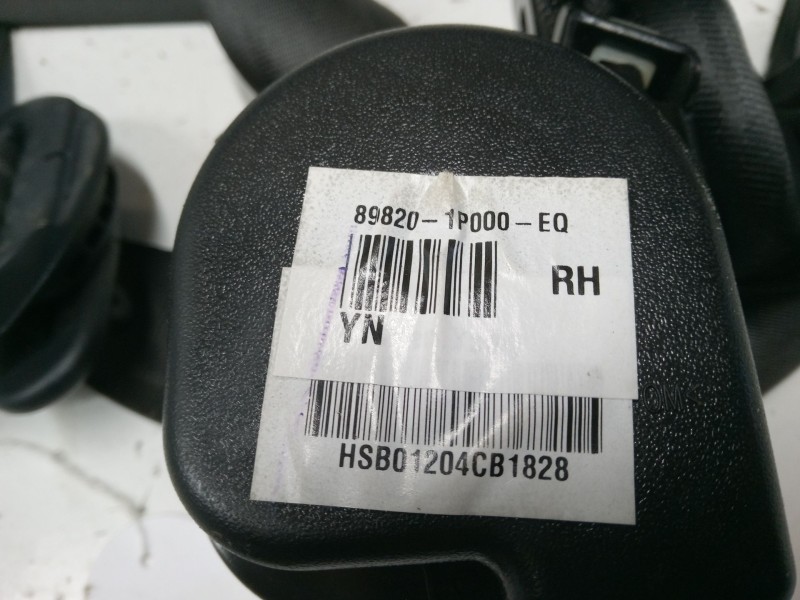 89820-1P000-EQ
RH
YN
HSB01204CB1828